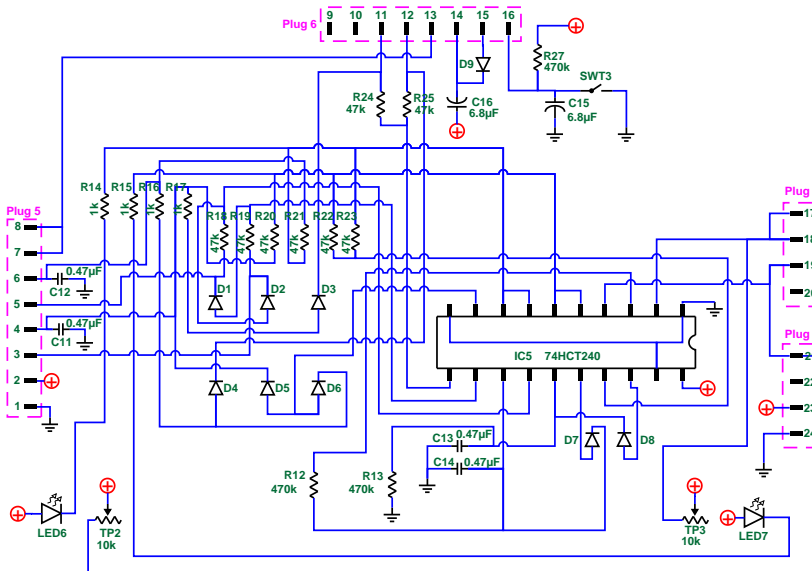 9 10 11 12 13 14 15 16
Plug 6
R27
470k
D9
SWT3
R24
47k
R25
47k
C16
6.8µF
C15
6.8µF
R14
1k
R15
1k
R16
1k
R17
1k
Plug 5
Plug
8
7
6
5
4
3
2
1
R18
47k
R19
47k
R20
47k
R21
47k
R22
47k
R23
47k
17
18
19
20
0.47µF
C12
D1
D2
D3
0.47µF
C11
IC5 74HCT240
Plug
22
23
24
D4
D5
D6
C13
0.47µF
C14
0.47µF
D7
D8
R12
470k
R13
470k
LED6
TP2
10k
TP3
10k
LED7